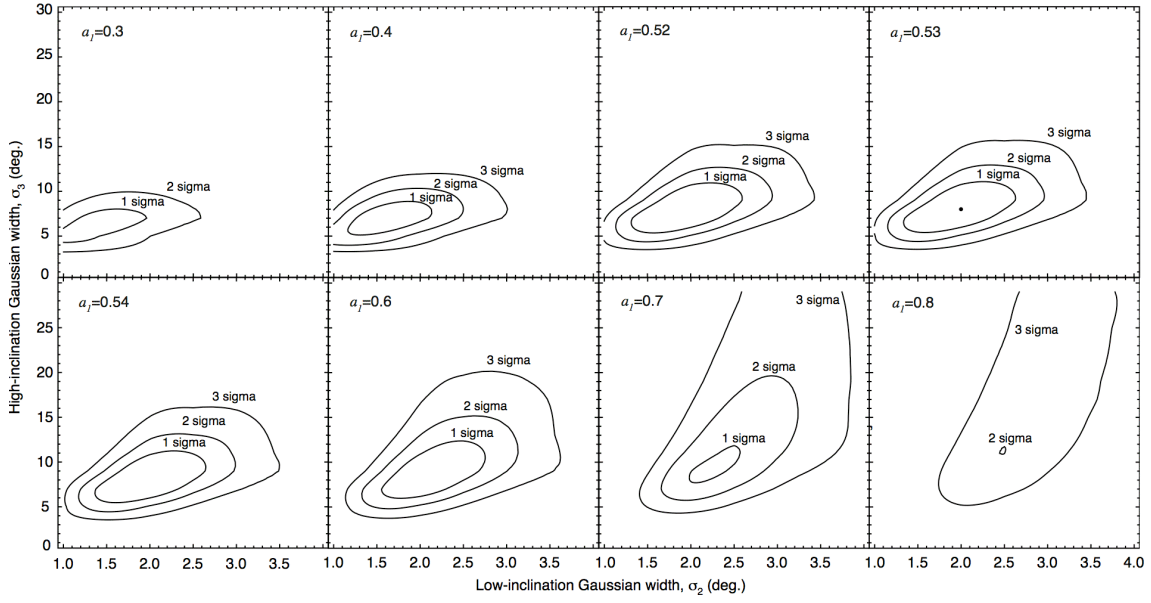 30
25
20
15
10
5
0
a1=0.3
2 sigma
1 sigma
a1=0.4
3 sigma
2 sigma
1 sigma
a1=0.52
3 sigma
2 sigma
1 sigma
a1=0.53
3 sigma
2 sigma
1 sigma
High-inclination Gaussian width, σ3 (deg.)
25
20
15
10
5
0
a1=0.54
3 sigma
2 sigma
1 sigma
a1=0.6
3 sigma
2 sigma
1 sigma
a1=0.7
3 sigma
2 sigma
1 sigma
a1=0.8
3 sigma
2 sigma
1.0 1.5 2.0 2.5 3.0 3.5 1.0 1.5 2.0 2.5 3.0 3.5 1.0 1.5 2.0 2.5 3.0 3.5 1.0 1.5 2.0 2.5 3.0 3.5 4.0
Low-inclination Gaussian width, σ2 (deg.)